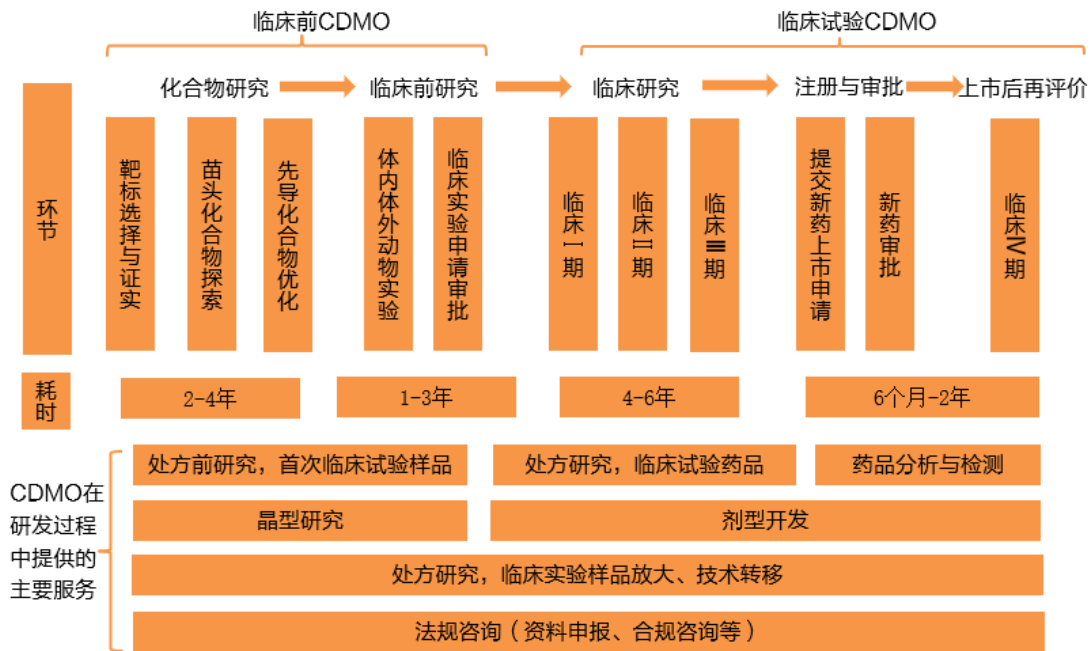 临床前CDMO
临床试验CDMO
化合物研究
临床前研究
临床研究
注册与审批
上市后再评价
环节
靶标选择与证实
苗头化合物探索
先导化合物优化
体内体外动物实验
临床实验申请审批
临床Ⅰ期
临床Ⅱ期
临床Ⅲ期
提交新药上市申请
新药审批
临床Ⅳ期
耗时
2-4年
1-3年
4-6年
6个月-2年
CDMO在
研发过程
中提供的
主要服务
处方前研究，首次临床试验样品
处方研究，临床试验药品
药品分析与检测
晶型研究
剂型开发
处方研究，临床实验样品放大、技术转移
法规咨询（资料申报、合规咨询等）